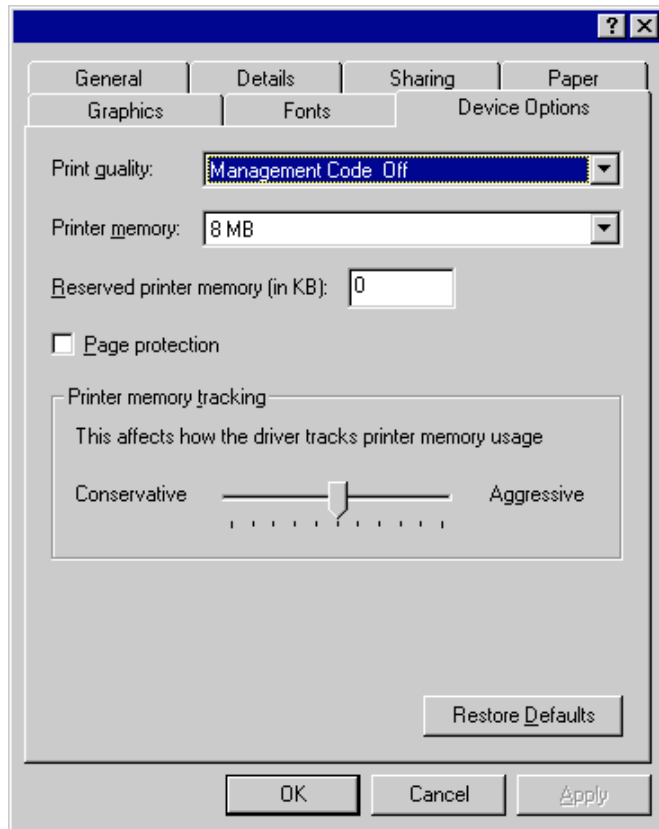 General Details Sharing Paper
Graphics Fonts Device Options
Print quality: Management Code Off
Printer memory: 8 MB
Reserved printer memory (in KB): 0
Page protection
Printer memory tracking
This affects how the driver tracks printer memory usage
Conservative Aggressive
Restore Defaults
OK Cancel Apply